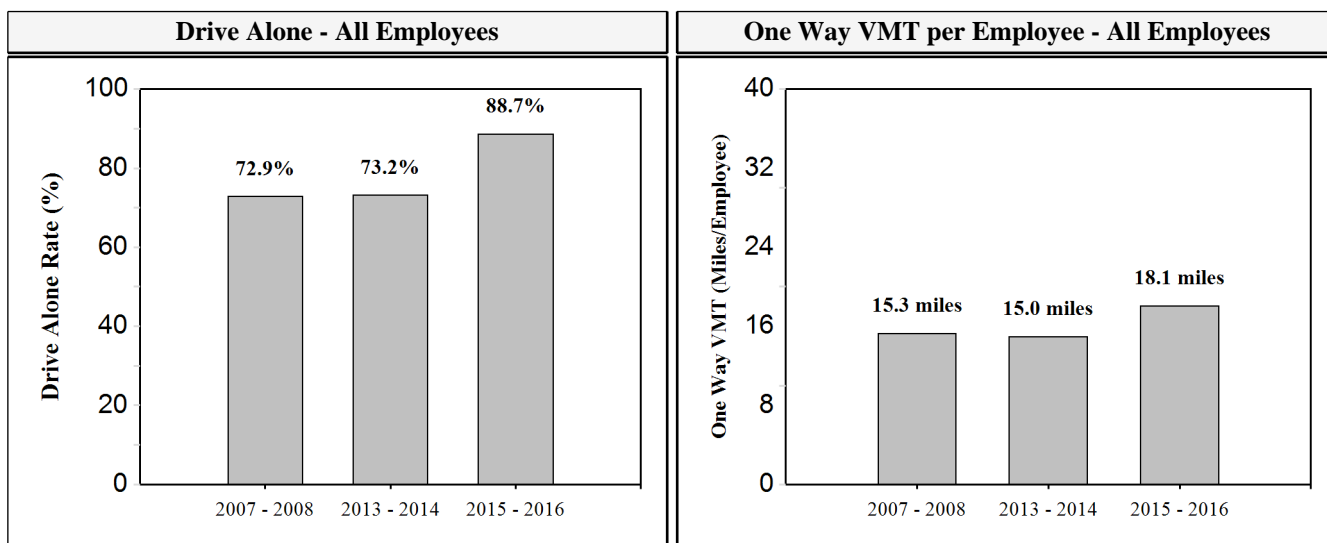 Drive Alone - All Employees
One Way VMT per Employee - All Employees
Drive Alone Rate (%)
100
80
60
40
20
0
72.9%
73.2%
88.7%
2007 - 2008
2013 - 2014
2015 - 2016
One Way VMT (Miles/Employee)
40
32
24
16
8
0
15.3 miles
15.0 miles
18.1 miles
2007 - 2008
2013 - 2014
2015 - 2016